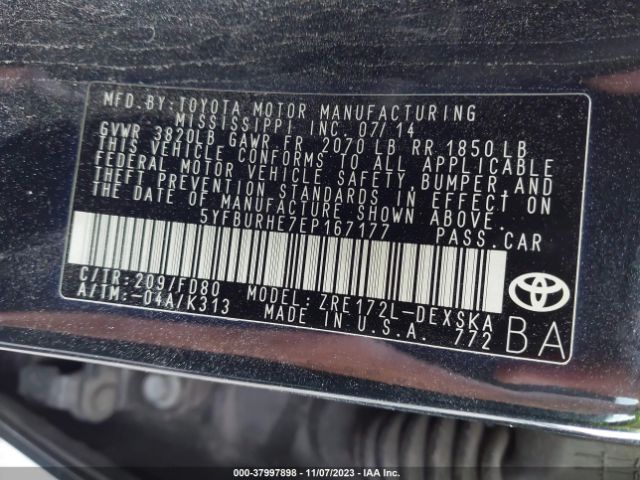 MFD.BY:TOYOTA MOTOR MANUFACTURING
MISSISSIPPI INC. 07/14
GVWR 3820LB GAWR FR 2070 LB RR 1850 LB
THIS VEHICLE CONFORMS TO ALL APPLICABLE
FEDERAL MOTOR VEHICLE SAFETY, BUMPER, AND
THEFT PREVENTION STANDARDS IN EFFECT ON
THE DATE OF MANUFACTURE SHOWN ABOVE.
5YFBURHE7EP167177 PASS.CAR
C/TR: 209/FD80 MODEL: ZRE172L-DEXSKA
A/TM:-04A/K313 MADE IN U.S.A. 772
BA
000-37997898 - 11/07/2023 - IAA Inc.